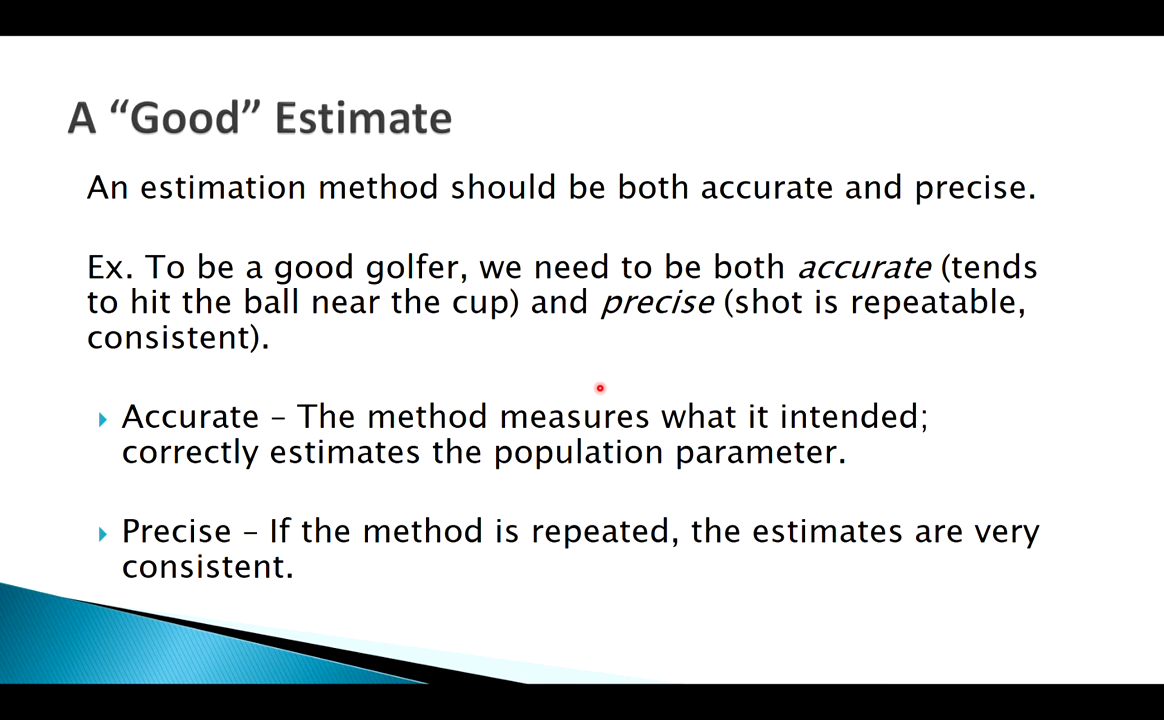 A “Good” Estimate
An estimation method should be both accurate and precise.
Ex. To be a good golfer, we need to be both accurate (tends
to hit the ball near the cup) and precise (shot is repeatable,
consistent).
Accurate – The method measures what it intended;
correctly estimates the population parameter.
Precise – If the method is repeated, the estimates are very
consistent.